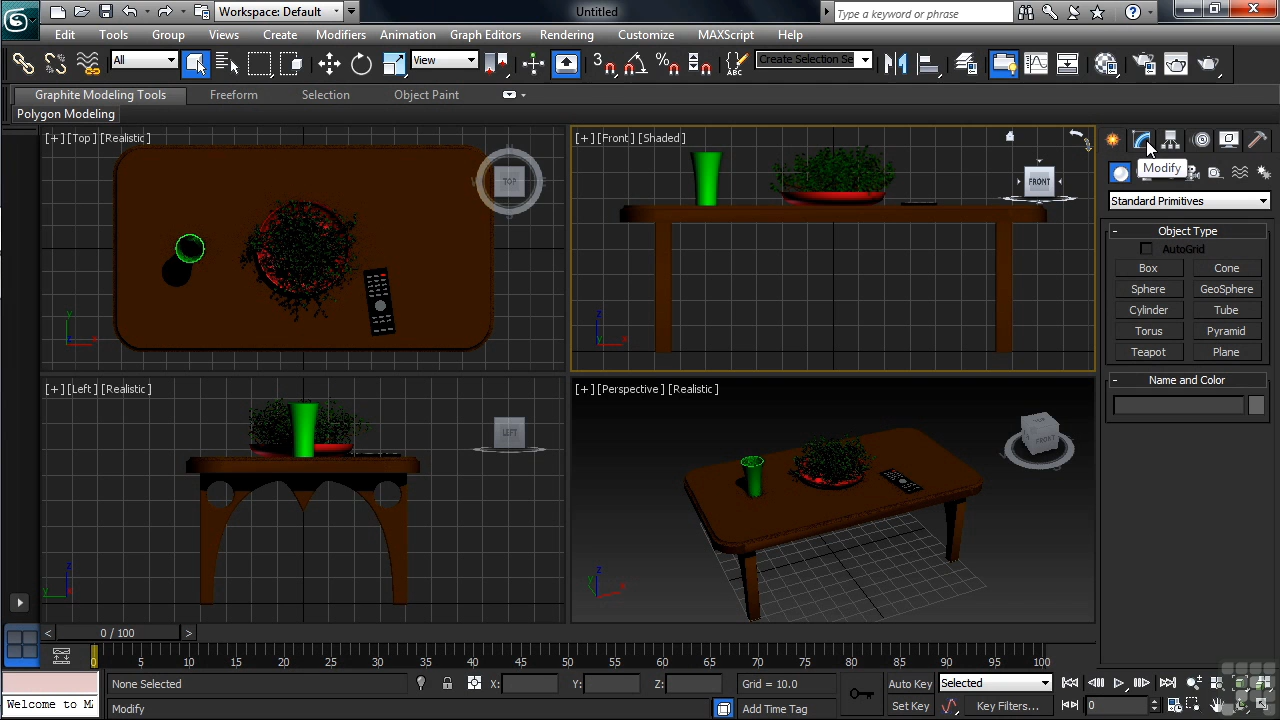 Workspace: Default
Untitled
Type a keyword or phrase
Edit Tools Group Views Create Modifiers Animation Graph Editors Rendering Customize MAXScript Help
All
View
3
Create Selection Se
Graphite Modeling Tools Freeform Selection Object Paint
Polygon Modeling
[+][Top][Realistic]
TOP
[+][Front][Shaded]
FRONT
Modify
Standard Primitives
- Object Type
AutoGrid
Box Cone
Sphere GeoSphere
Cylinder Tube
Torus Pyramid
Teapot Plane
- Name and Color
y x
z y x
[+][Left][Realistic]
LEFT
[+][Perspective][Realistic]
FRONT
z y x
z y x
< 0 / 100 >
0 5 10 15 20 25 30 35 40 45 50 55 60 65 70 75 80 85 90 95 100
None Selected X: Y: Z: Grid = 10.0 Auto Key Selected
Welcome to M
Modify Add Time Tag Set Key Key Filters... 0